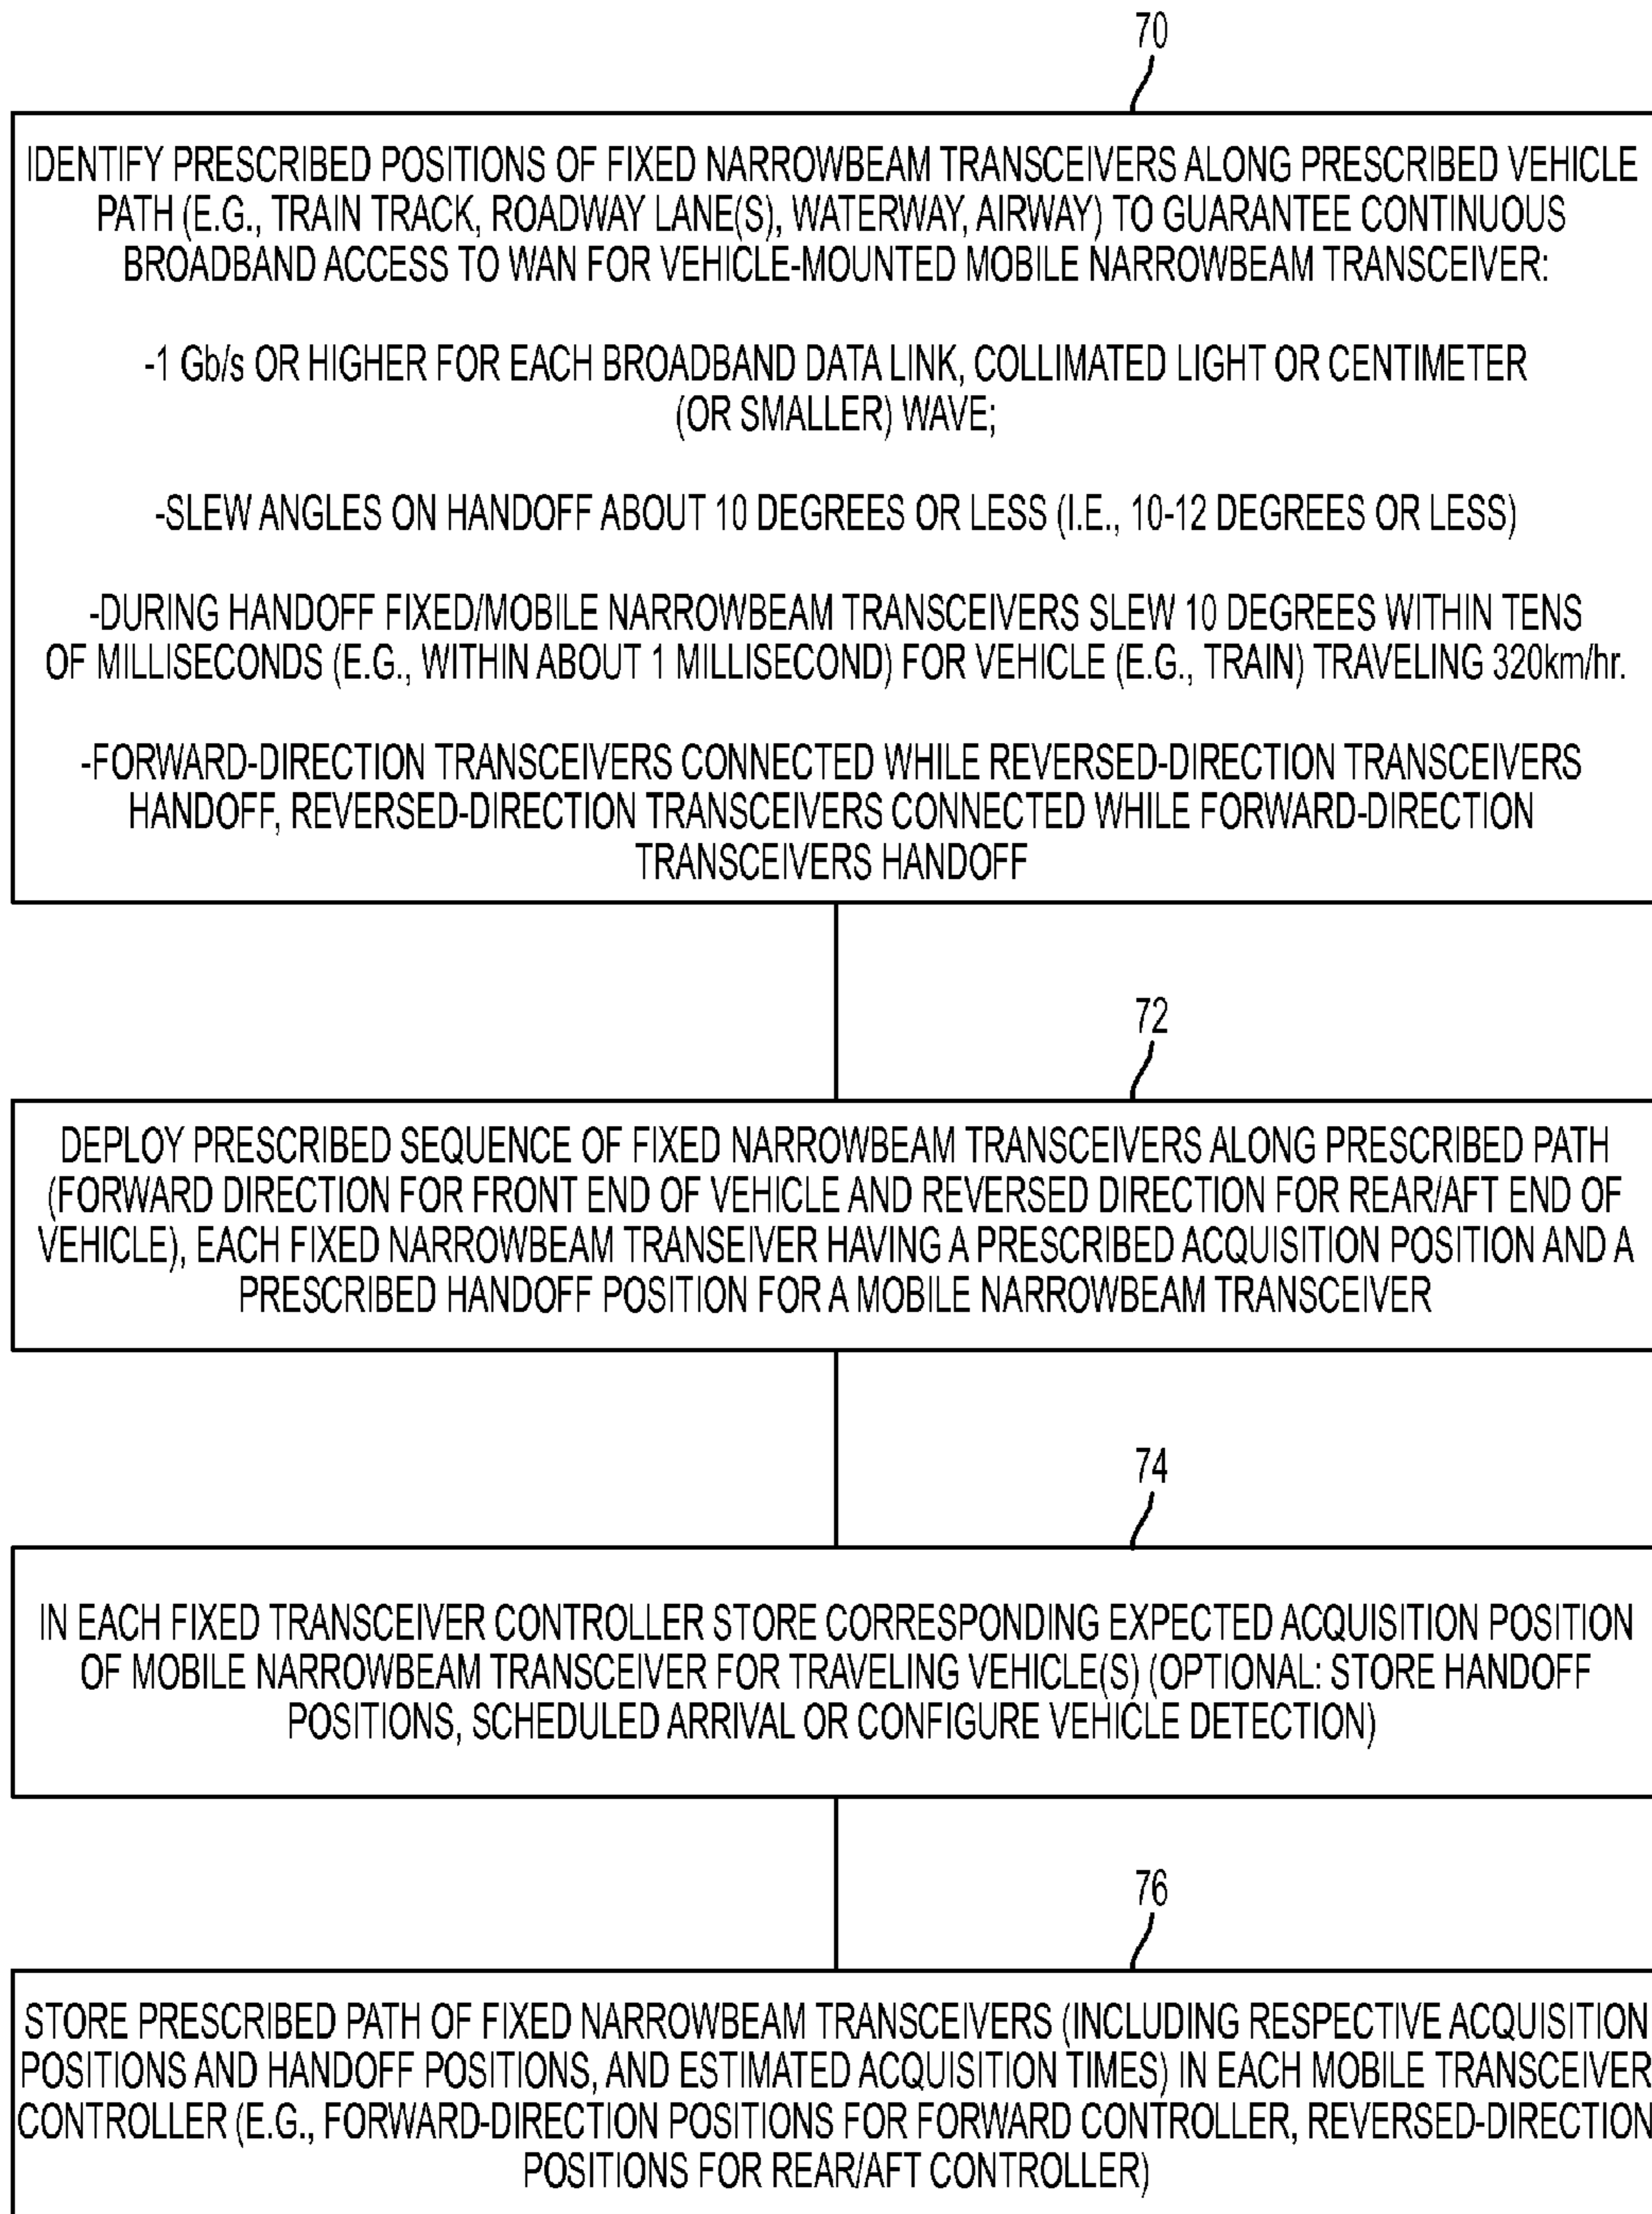 70
IDENTIFY PRESCRIBED POSITIONS OF FIXED NARROWBEAM TRANSCEIVERS ALONG PRESCRIBED VEHICLE
PATH (E.G., TRAIN TRACK, ROADWAY LANE(S), WATERWAY, AIRWAY) TO GUARANTEE CONTINUOUS
BROADBAND ACCESS TO WAN FOR VEHICLE-MOUNTED MOBILE NARROWBEAM TRANSCEIVER:
-1 Gb/s OR HIGHER FOR EACH BROADBAND DATA LINK, COLLIMATED LIGHT OR CENTIMETER
(OR SMALLER) WAVE;
-SLEW ANGLES ON HANDOFF ABOUT 10 DEGREES OR LESS (I.E., 10-12 DEGREES OR LESS)
-DURING HANDOFF FIXED/MOBILE NARROWBEAM TRANSCEIVERS SLEW 10 DEGREES WITHIN TENS
OF MILLISECONDS (E.G., WITHIN ABOUT 1 MILLISECOND) FOR VEHICLE (E.G., TRAIN) TRAVELING 320km/hr.
-FORWARD-DIRECTION TRANSCEIVERS CONNECTED WHILE REVERSED-DIRECTION TRANSCEIVERS
HANDOFF, REVERSED-DIRECTION TRANSCEIVERS CONNECTED WHILE FORWARD-DIRECTION
TRANSCEIVERS HANDOFF
72
DEPLOY PRESCRIBED SEQUENCE OF FIXED NARROWBEAM TRANSCEIVERS ALONG PRESCRIBED PATH
(FORWARD DIRECTION FOR FRONT END OF VEHICLE AND REVERSED DIRECTION FOR REAR/AFT END OF
VEHICLE), EACH FIXED NARROWBEAM TRANSEIVER HAVING A PRESCRIBED ACQUISITION POSITION AND A
PRESCRIBED HANDOFF POSITION FOR A MOBILE NARROWBEAM TRANSCEIVER
74
IN EACH FIXED TRANSCEIVER CONTROLLER STORE CORRESPONDING EXPECTED ACQUISITION POSITION
OF MOBILE NARROWBEAM TRANSCEIVER FOR TRAVELING VEHICLE(S) (OPTIONAL: STORE HANDOFF
POSITIONS, SCHEDULED ARRIVAL OR CONFIGURE VEHICLE DETECTION)
76
STORE PRESCRIBED PATH OF FIXED NARROWBEAM TRANSCEIVERS (INCLUDING RESPECTIVE ACQUISITION
POSITIONS AND HANDOFF POSITIONS, AND ESTIMATED ACQUISITION TIMES) IN EACH MOBILE TRANSCEIVER
CONTROLLER (E.G., FORWARD-DIRECTION POSITIONS FOR FORWARD CONTROLLER, REVERSED-DIRECTION
POSITIONS FOR REAR/AFT CONTROLLER)